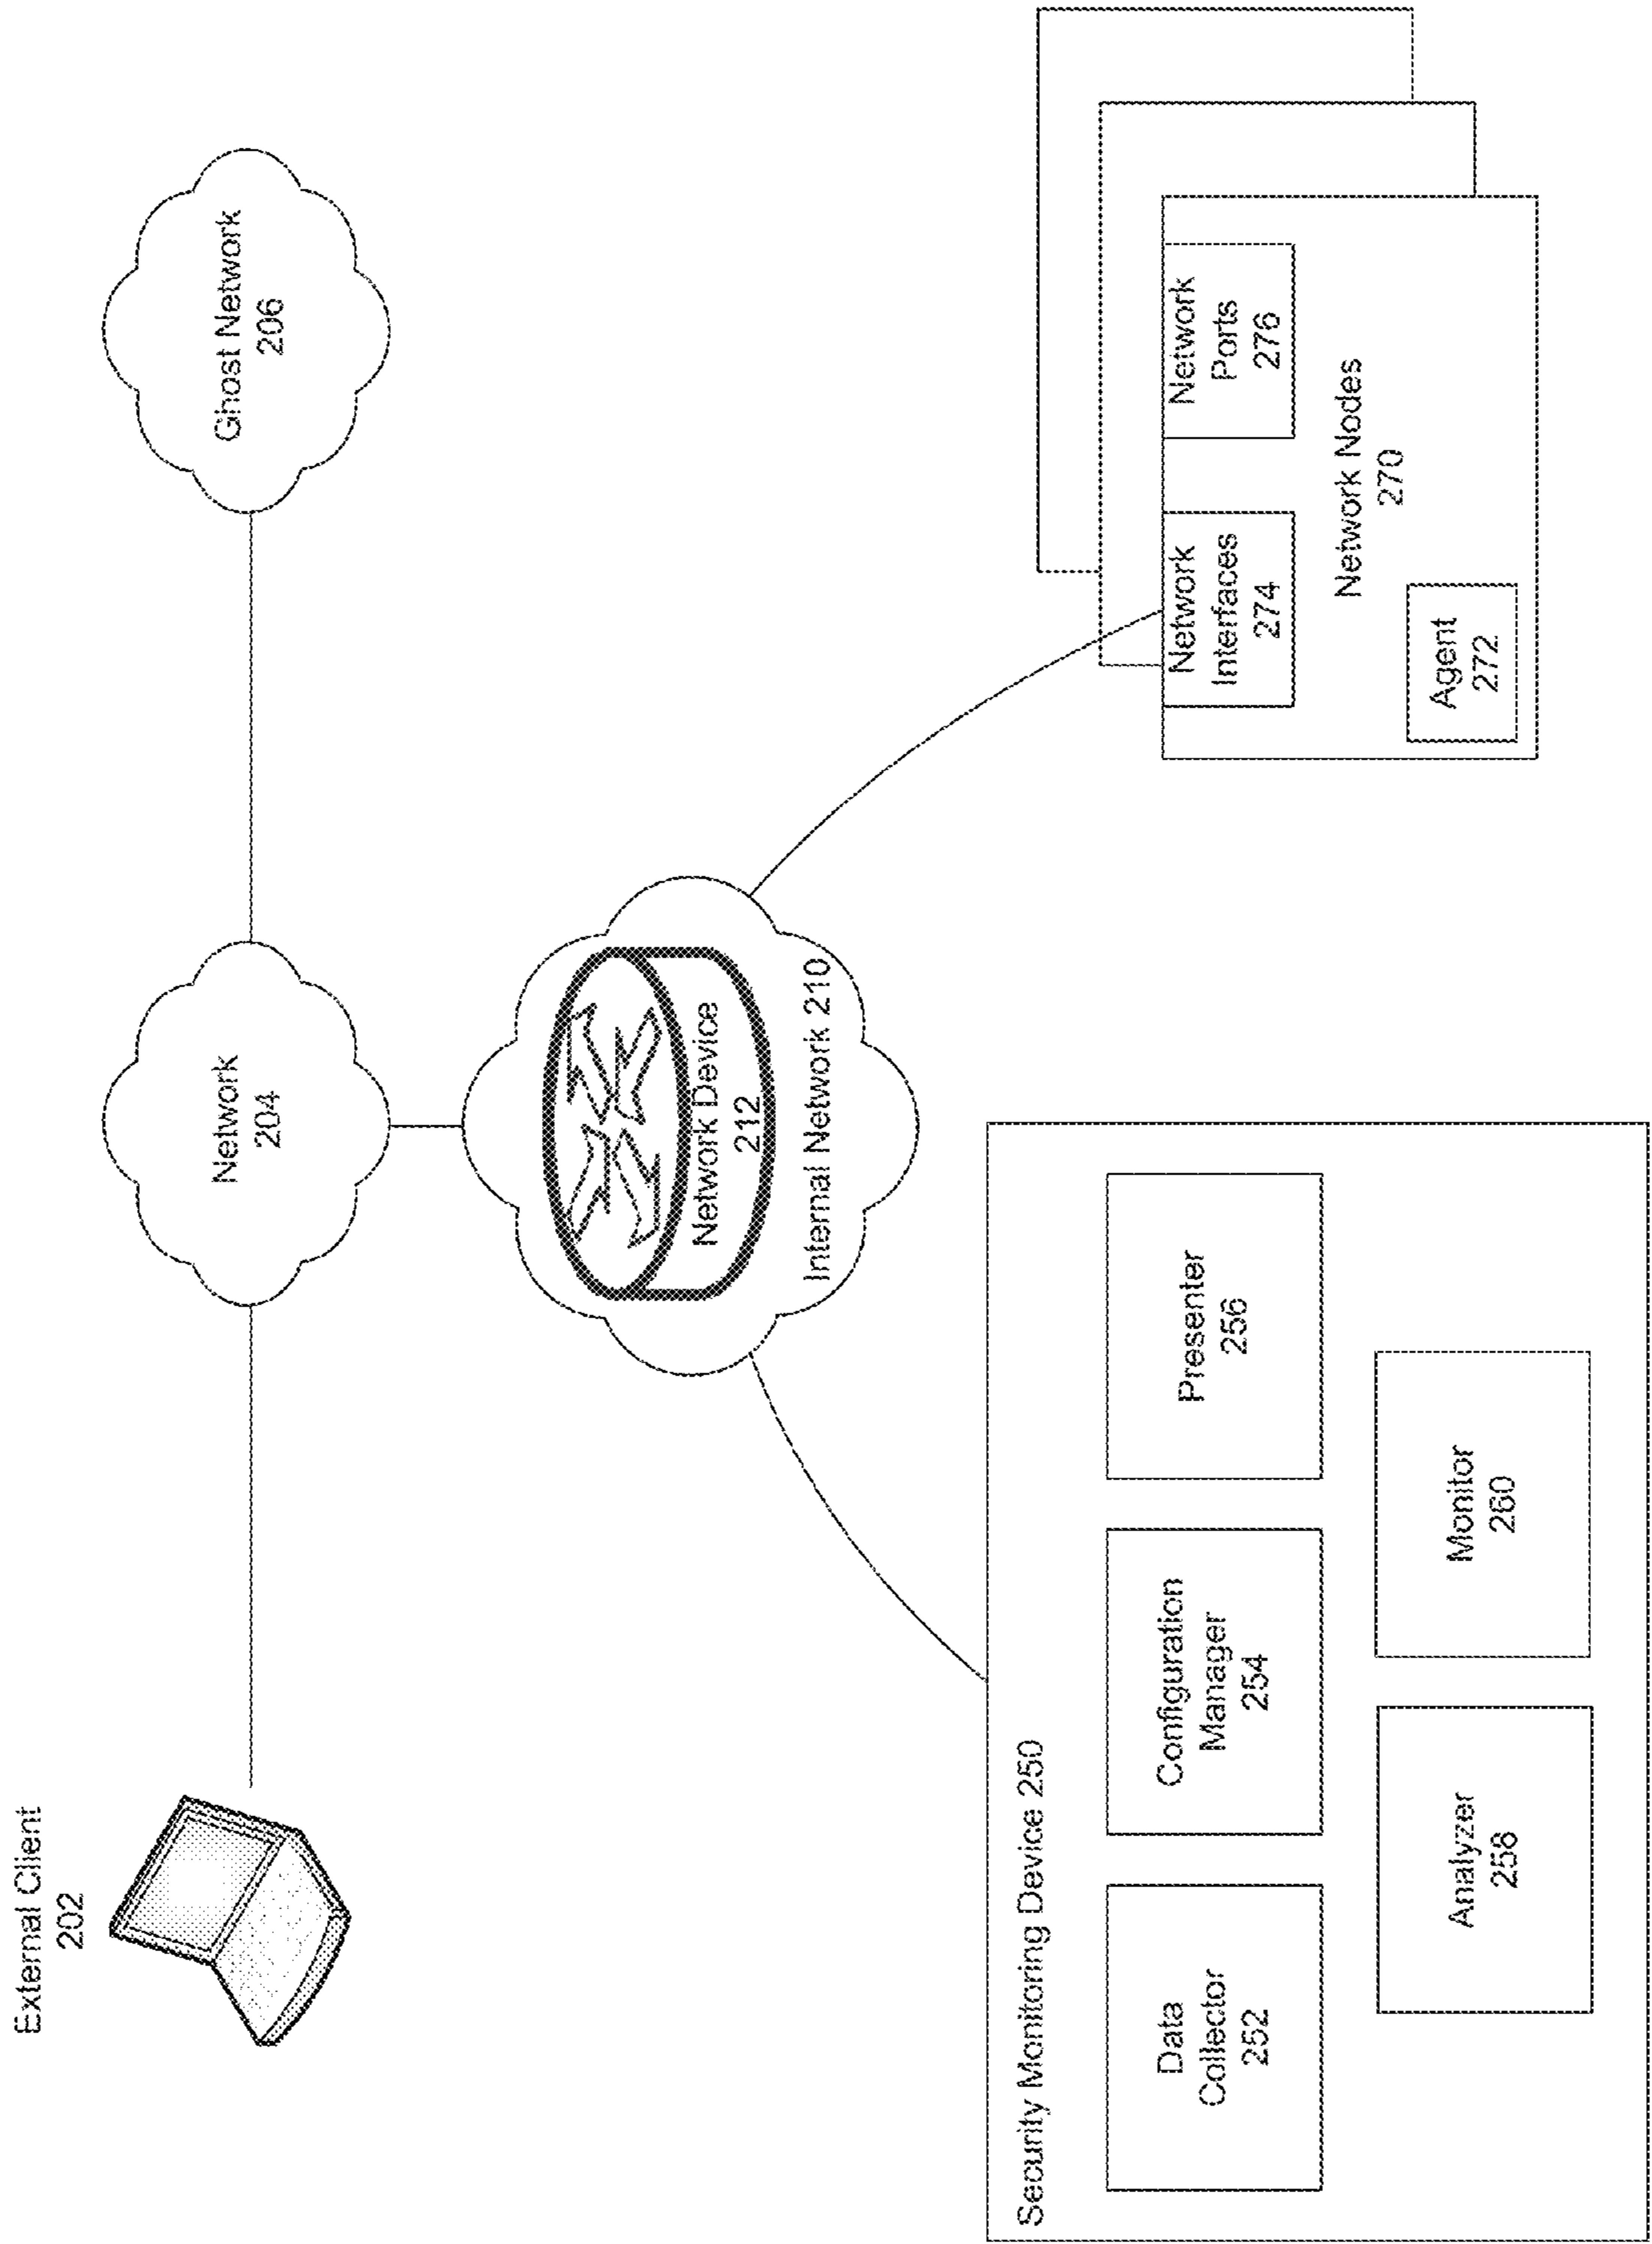 External Client
202
Network
204
Ghost Network
206
Network Device
212
Internal Network 210
Security Monitoring Device 250
Data
Collector
252
Configuration
Manager
254
Presenter
256
Analyzer
258
Monitor
260
Network
Interfaces
274
Network
Ports
276
Network Nodes
270
Agent
272